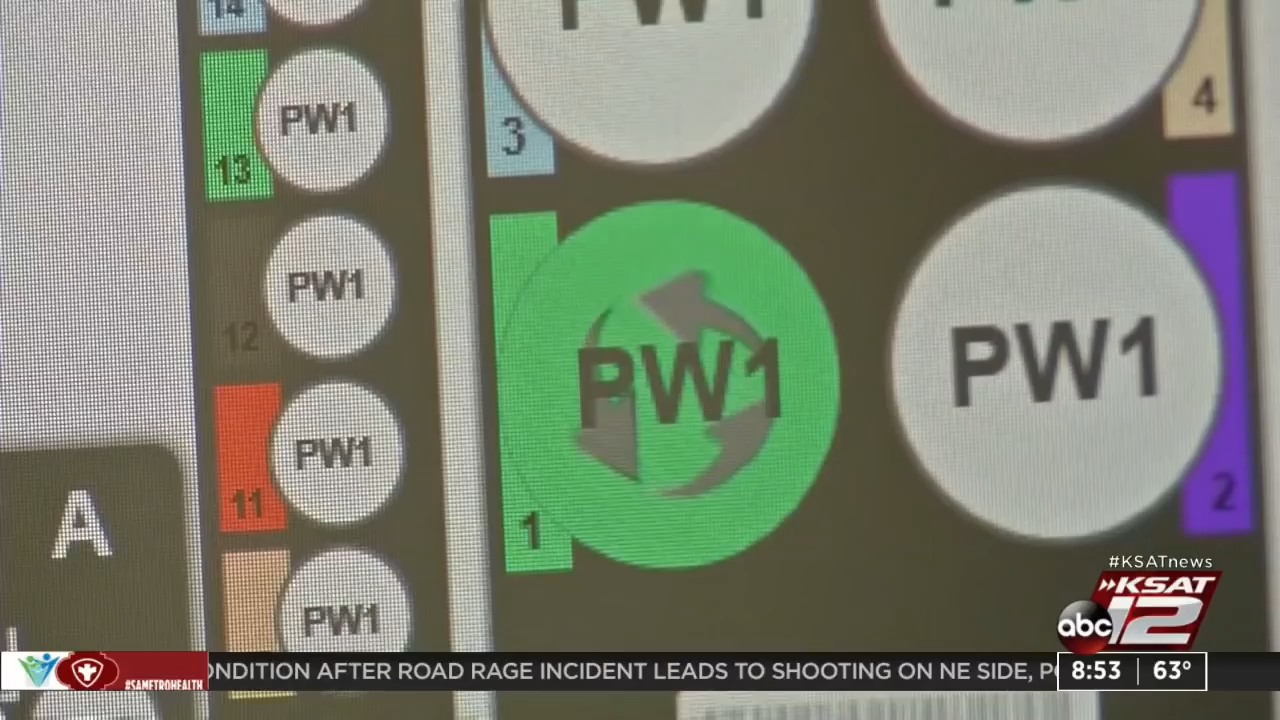 14
PW1
3
4
PW1
13
PW1
12
PW1
PW1
2
1
PW1
11
A
PW1
#KSATnews
KSAT
abc
12
#SAMETROHEALTH
ONDITION AFTER ROAD RAGE INCIDENT LEADS TO SHOOTING ON NE SIDE, P
8:53
63°